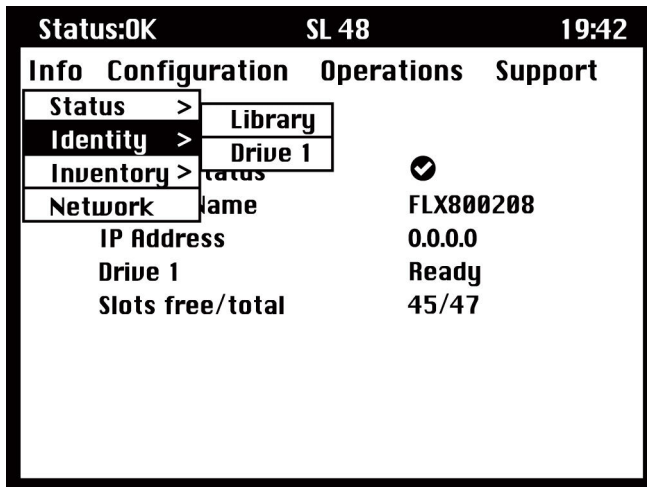 Status:OK SL 48 19:42
Info Configuration Operations Support
Status >
Library
Identity >
Drive 1
Inventory >
Network
FLX800208
IP Address 0.0.0.0
Drive 1 Ready
Slots free/total 45/47